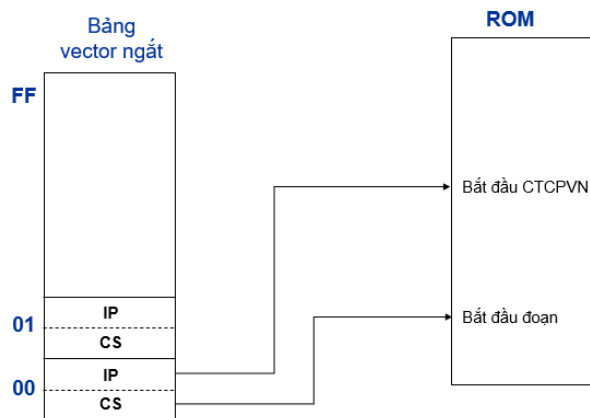 Bảng
vector ngắt
ROM
FF
Bắt đầu CTCPVN
IP
01
CS
Bắt đầu đoạn
IP
00
CS